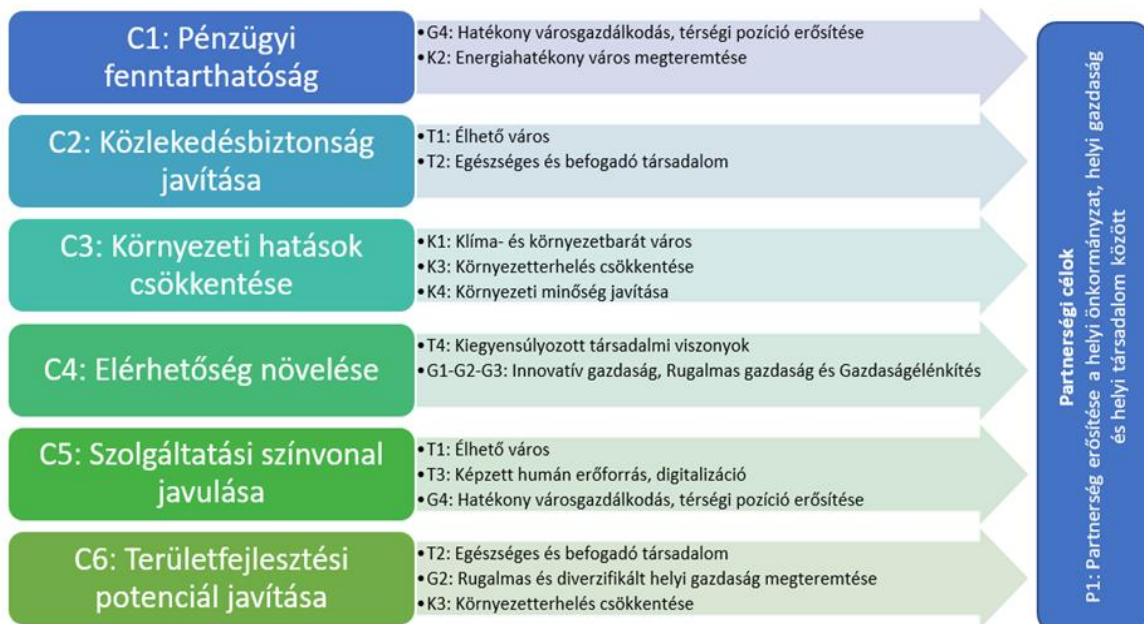 C1: Pénzügyi
fenntarthatóság
•G4: Hatékony városgazdálkodás, térségi pozíció erősítése
•K2: Energiahatékony város megteremtése
C2: Közlekedésbiztonság
javítása
•T1: Élhető város
•T2: Egészséges és befogadó társadalom
C3: Környezeti hatások
csökkentése
•K1: Klíma- és környezetbarát város
•K3: Környezetterhelés csökkentése
•K4: Környezeti minőség javítása
C4: Elérhetőség növelése
•T4: Kiegyensúlyozott társadalmi viszonyok
•G1-G2-G3: Innovatív gazdaság, Rugalmas gazdaság és Gazdaságélénkítés
C5: Szolgáltatási színvonal
javulása
•T1: Élhető város
•T3: Képzett humán erőforrás, digitalizáció
•G4: Hatékony városgazdálkodás, térségi pozíció erősítése
C6: Területfejlesztési
potenciál javítása
•T2: Egészséges és befogadó társadalom
•G2: Rugalmas és diverzifikált helyi gazdaság megteremtése
•K3: Környezetterhelés csökkentése
Partnerségi célok
P1: Partnerség erősítése a helyi önkormányzat, helyi gazdaság
és helyi társadalom között